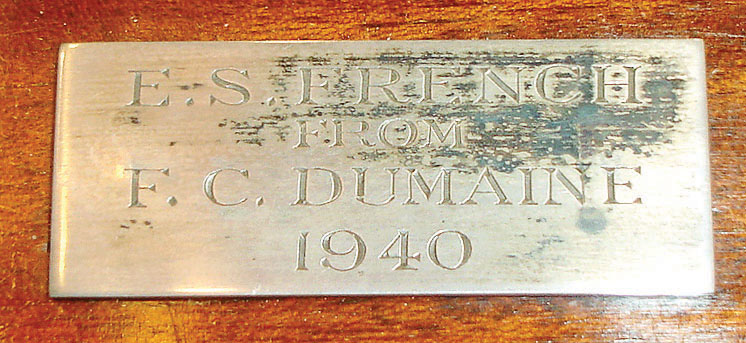 E. S. FRENCH
FROM
F. C. DUMAINE
1940